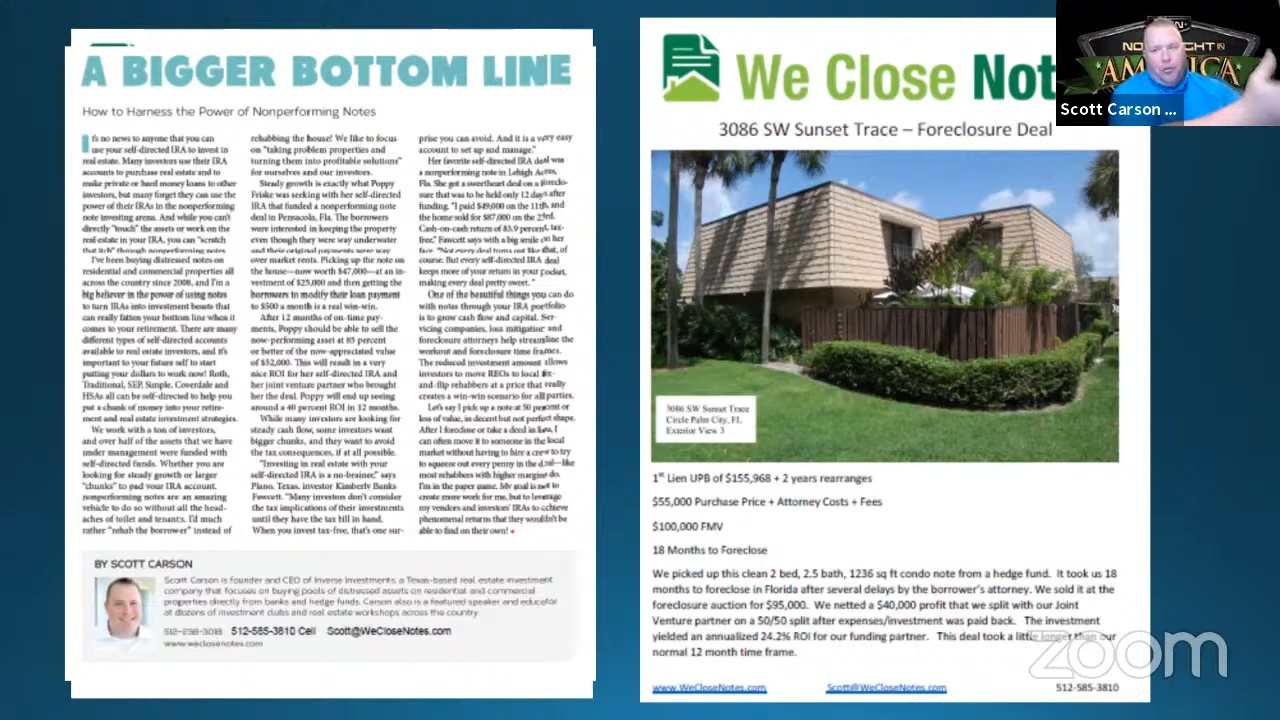 A BIGGER BOTTOM LINE
How to Harness the Power of Nonperforming Notes
It's no news to anyone that you can
use your self-directed IRA to invest in
real estate. Many investors use their IRA
accounts to purchase real estate and to
make private or hard money loans to other
investors, but many forget they can use the
power of their IRAs in the nonperforming
note investing arena. And while you can't
directly "touch" the assets or work on the
real estate in your IRA, you can "scratch
that itch" through nonperforming notes
I've been buying distressed notes on
residential and commercial properties all
across the country since 2008, and I'm a
big believer in the power of using notes
to turn IRAs into investment beasts that
can really fatten your bottom line when it
comes to your retirement. There are many
different types of self-directed accounts
available to real estate investors, and it's
important to your future self to start
putting your dollars to work now! Roth,
Traditional, SEP, Simple, Coverdale and
HSAs all can be self-directed to help you
put a chunk of money into your retire-
ment and real estate investment strategies.
We work with a ton of investors,
and over half of the assets that we have
under management were funded with
self-directed funds. Whether you are
looking for steady growth or larger
"chunks" to pad your IRA account,
nonperforming notes are an amazing
vehicle to do so without all the head-
aches of toilet and tenants. I'd much
rather "rehab the borrower" instead of
rehabbing the house! We like to focus
on "taking problem properties and
turning them into profitable solutions"
for ourselves and our investors.
Steady growth is exactly what Poppy
Friske was seeking with her self-directed
IRA that funded a nonperforming note
deal in Pensacola, Fla. The borrowers
were interested in keeping the property
even though they were way underwater
and their original payments were way
over market rents. Picking up the note on
the house—now worth $47,000—at an in-
vestment of $25,000 and then getting the
borrowers to modify their loan payment
to $500 a month is a real win-win.
After 12 months of on-time pay-
ments, Poppy should be able to sell the
now-performing asset at 85 percent
or better of the now-appreciated value
of $52,000. This will result in a very
nice ROI for her self-directed IRA and
her joint venture partner who brought
her the deal. Poppy will end up seeing
around a 40 percent ROI in 12 months.
While many investors are looking for
steady cash flow, some investors want
bigger chunks, and they want to avoid
the tax consequences, if at all possible.
"Investing in real estate with your
self-directed IRA is a no-brainer," says
Plano, Texas, investor Kimberly Banks
Fawcett. "Many investors don't consider
the tax implications of their investments
until they have the tax bill in hand.
When you invest tax-free, that's one sur-
prise you can avoid. And it is a very easy
account to set up and manage."
Her favorite self-directed IRA deal was
a nonperforming note in Lehigh Acres,
Fla. She got a sweetheart deal on a foreclo-
sure that was to be held only 12 days after
funding. "I paid $49,000 on the 11th, and
the home sold for $87,000 on the 23rd.
Cash-on-cash return of 83.9 percent, tax-
free," Fawcett says with a big smile on her
face. "Not every deal turns out like that, of
course. But every self-directed IRA deal
keeps more of your return in your pocket,
making every deal pretty sweet."
One of the beautiful things you can do
with notes through your IRA portfolio
is to grow cash flow and capital. Ser-
vicing companies, loss mitigation and
foreclosure attorneys help streamline the
workout and foreclosure time frames.
The reduced investment amount allows
investors to move REOs to local fix-
and-flip rehabbers at a price that really
creates a win-win scenario for all parties.
Let's say I pick up a note at 50 percent or
less of value, in decent but not perfect shape.
After I foreclose or take a deed in lieu, I
can often move it to someone in the local
market without having to hire a crew to try
to squeeze out every penny in the deal—like
most rehabbers with higher margins do.
I'm in the paper game. My goal is not to
create more work for me, but to leverage
my vendors and investors' IRAs to achieve
phenomenal returns that they wouldn't be
able to find on their own!
BY SCOTT CARSON
Scott Carson is founder and CEO of Inverse Investments, a Texas-based real estate investment
company that focuses on buying pools of distressed assets on residential and commercial
properties directly from banks and hedge funds. Carson also is a featured speaker and educator
at dozens of investment clubs and real estate workshops across the country.
512-585-3810 Cell Scott@WeCloseNotes.com
www.weclosenotes.com
We Close Not
3086 SW Sunset Trace – Foreclosure Deal
3086 SW Sunset Trace
Circle Palm City, FL
Exterior View 3
1st Lien UPB of $155,968 + 2 years rearranges
$55,000 Purchase Price + Attorney Costs + Fees
$100,000 FMV
18 Months to Foreclose
We picked up this clean 2 bed, 2.5 bath, 1236 sq ft condo note from a hedge fund. It took us 18
months to foreclose in Florida after several delays by the borrower's attorney. We sold it at the
foreclosure auction for $95,000. We netted a $40,000 profit that we split with our Joint
Venture partner on a 50/50 split after expenses/investment was paid back. The investment
yielded an annualized 24.2% ROI for our funding partner. This deal took a little longer than our
normal 12 month time frame.
www.WeCloseNotes.com Scott@WeCloseNotes.com 512-585-3810
AMERICA
Scott Carson ...
zoom